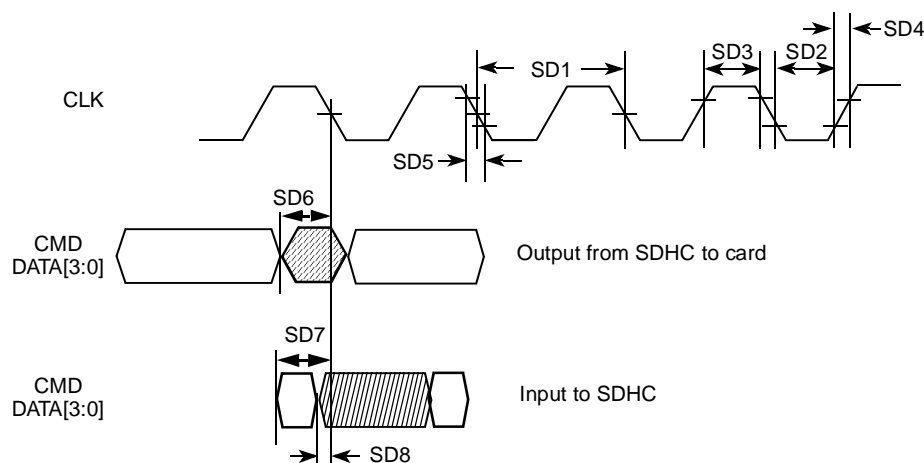 SD4
SD3 SD2
SD1
CLK
SD5
SD6
CMD
DATA[3:0]
Output from SDHC to card
SD7
CMD
DATA[3:0]
Input to SDHC
SD8